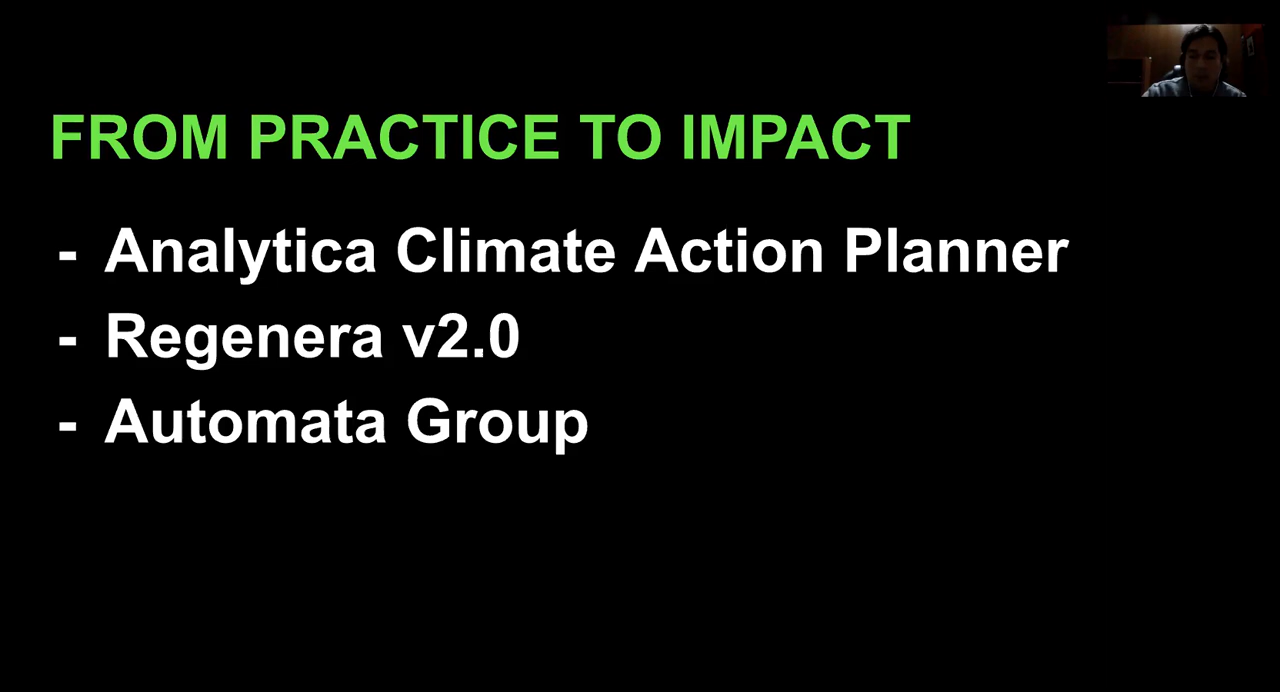 FROM PRACTICE TO IMPACT
- Analytica Climate Action Planner
- Regenera v2.0
- Automata Group